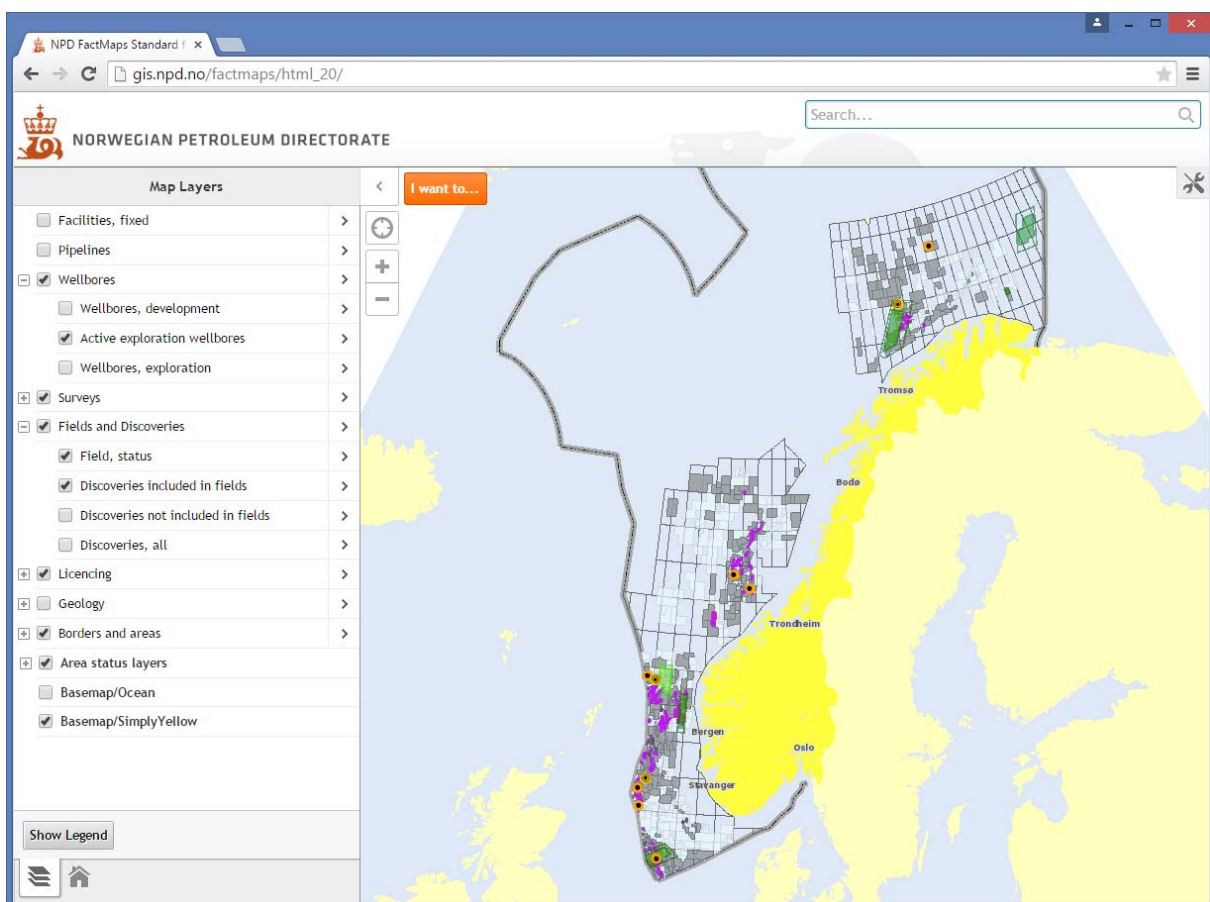 NPD FactMaps Standard f
gis.npd.no/factmaps/html_20/
NORWEGIAN PETROLEUM DIRECTORATE
Search...
Map Layers
I want to...
Facilities, fixed
Pipelines
Wellbores
Wellbores, development
Active exploration wellbores
Wellbores, exploration
Surveys
Fields and Discoveries
Field, status
Discoveries included in fields
Discoveries not included in fields
Discoveries, all
Licencing
Geology
Borders and areas
Area status layers
Basemap/Ocean
Basemap/SimplyYellow
Show Legend
Tromsø
Bodø
Trondheim
Bergen
Oslo
Stavanger